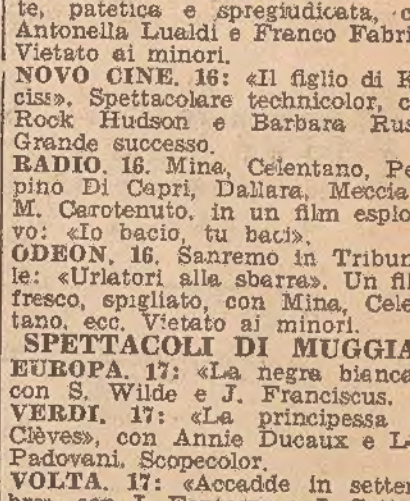 te, patetica e spregiudicata, c
Antonella Lualdi e Franco Fabri
Vietato ai minori.
NOVO CINE. 16: «Il figlio di K
ciss». Spettacolare technicolor, c
Rock Hudson e Barbara Rus
Grande successo.
RADIO. 16. Mina, Celentano, Pe
pino Di Capri, Dallara, Meccia
M. Carotenuto, in un film esplo
vo: «Io bacio, tu baci».
ODEON. 16. Sanremo in Tribun
le: «Urlatori alla sbarra». Un fil
fresco, spigliato, con Mina, Cele
tano, ecc. Vietato ai minori.
SPETTACOLI DI MUGGIA
EUROPA. 17: «La negra bianca
con S. Wilde e J. Franciscus.
VERDI. 17: «La principessa
Clèves», con Annie Ducaux e L
Padovani. Scopecolor.
VOLTA. 17: «Accadde in settem